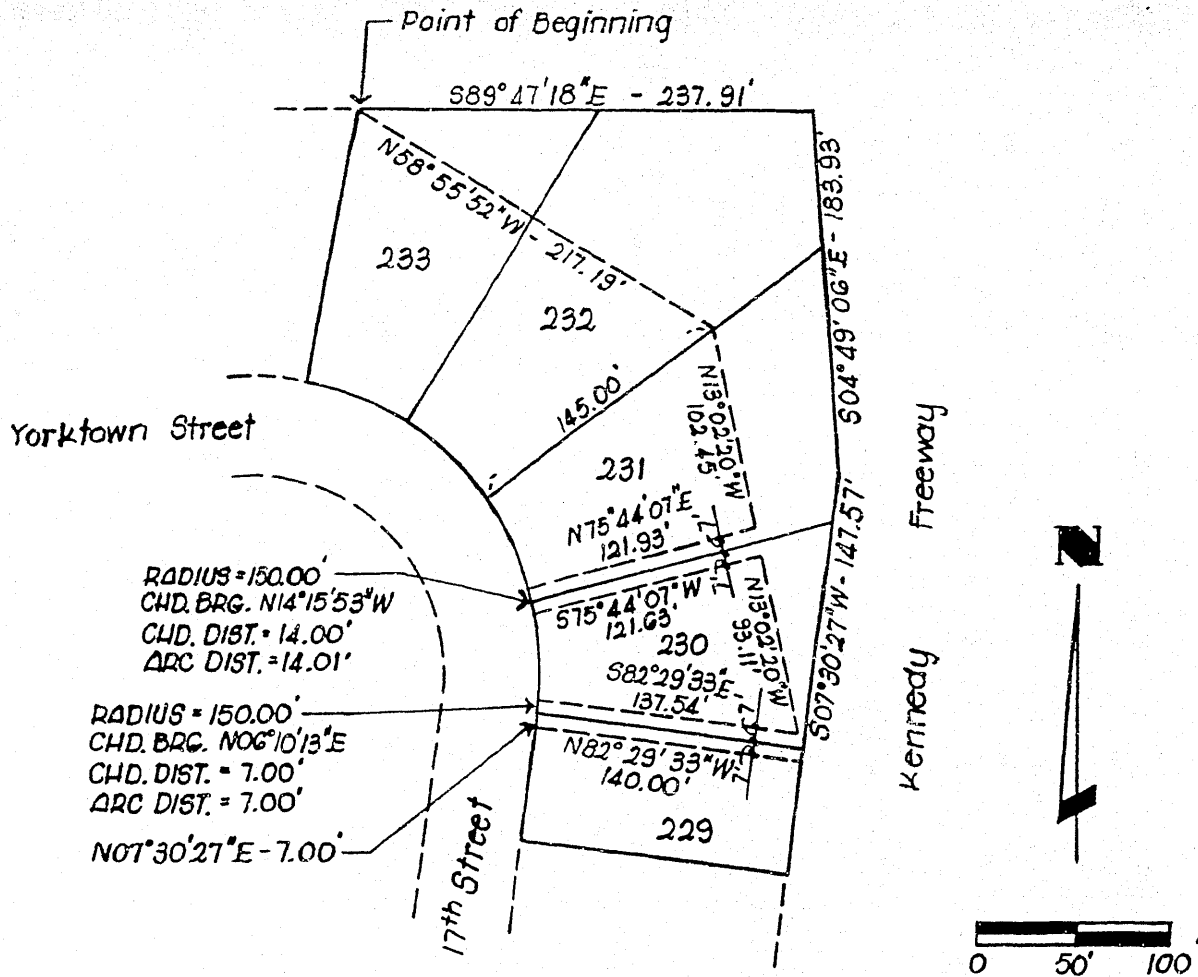 Point of Beginning
S89°47'18"E - 237.91'
N58°55'52"W - 217.19'
S04°49'06"E - 183.93'
233
232
145.00'
N13°02'20"W
102.45'
Yorktown Street
231
N75°44'07"E
121.93'
7'
7'
S75°44'07"W
121.63'
RADIUS = 150.00'
CHD. BRG. N14°15'53"W
CHD. DIST. = 14.00'
ARC DIST. = 14.01'
230
N13°02'20"W
93.11'
S82°29'33"E
137.54'
7'
7'
RADIUS = 150.00'
CHD. BRG. N06°10'13"E
CHD. DIST. = 7.00'
ARC DIST. = 7.00'
N07°30'27"E - 7.00'
N82°29'33"W
140.00'
229
S07°30'27"W - 147.57'
17th Street
Kennedy Freeway
N
0 50' 100'